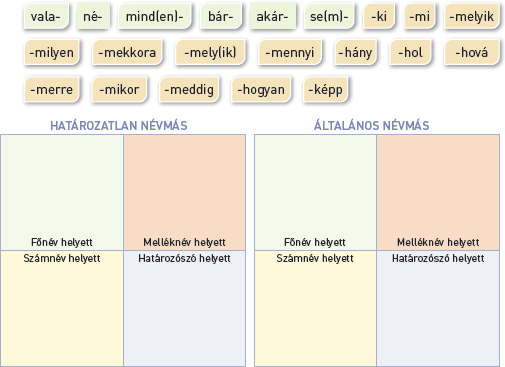 vala- né- mind(en)- bár- akár- se(m)- -ki -mi -melyik
-milyen -mekkora -mely(ik) -mennyi -hány -hol -hová
-merre -mikor -meddig -hogyan -képp
HATÁROZATLAN NÉVMÁS ÁLTALÁNOS NÉVMÁS
Főnév helyett Melléknév helyett Főnév helyett Melléknév helyett
Számnév helyett Határozószó helyett Számnév helyett Határozószó helyett